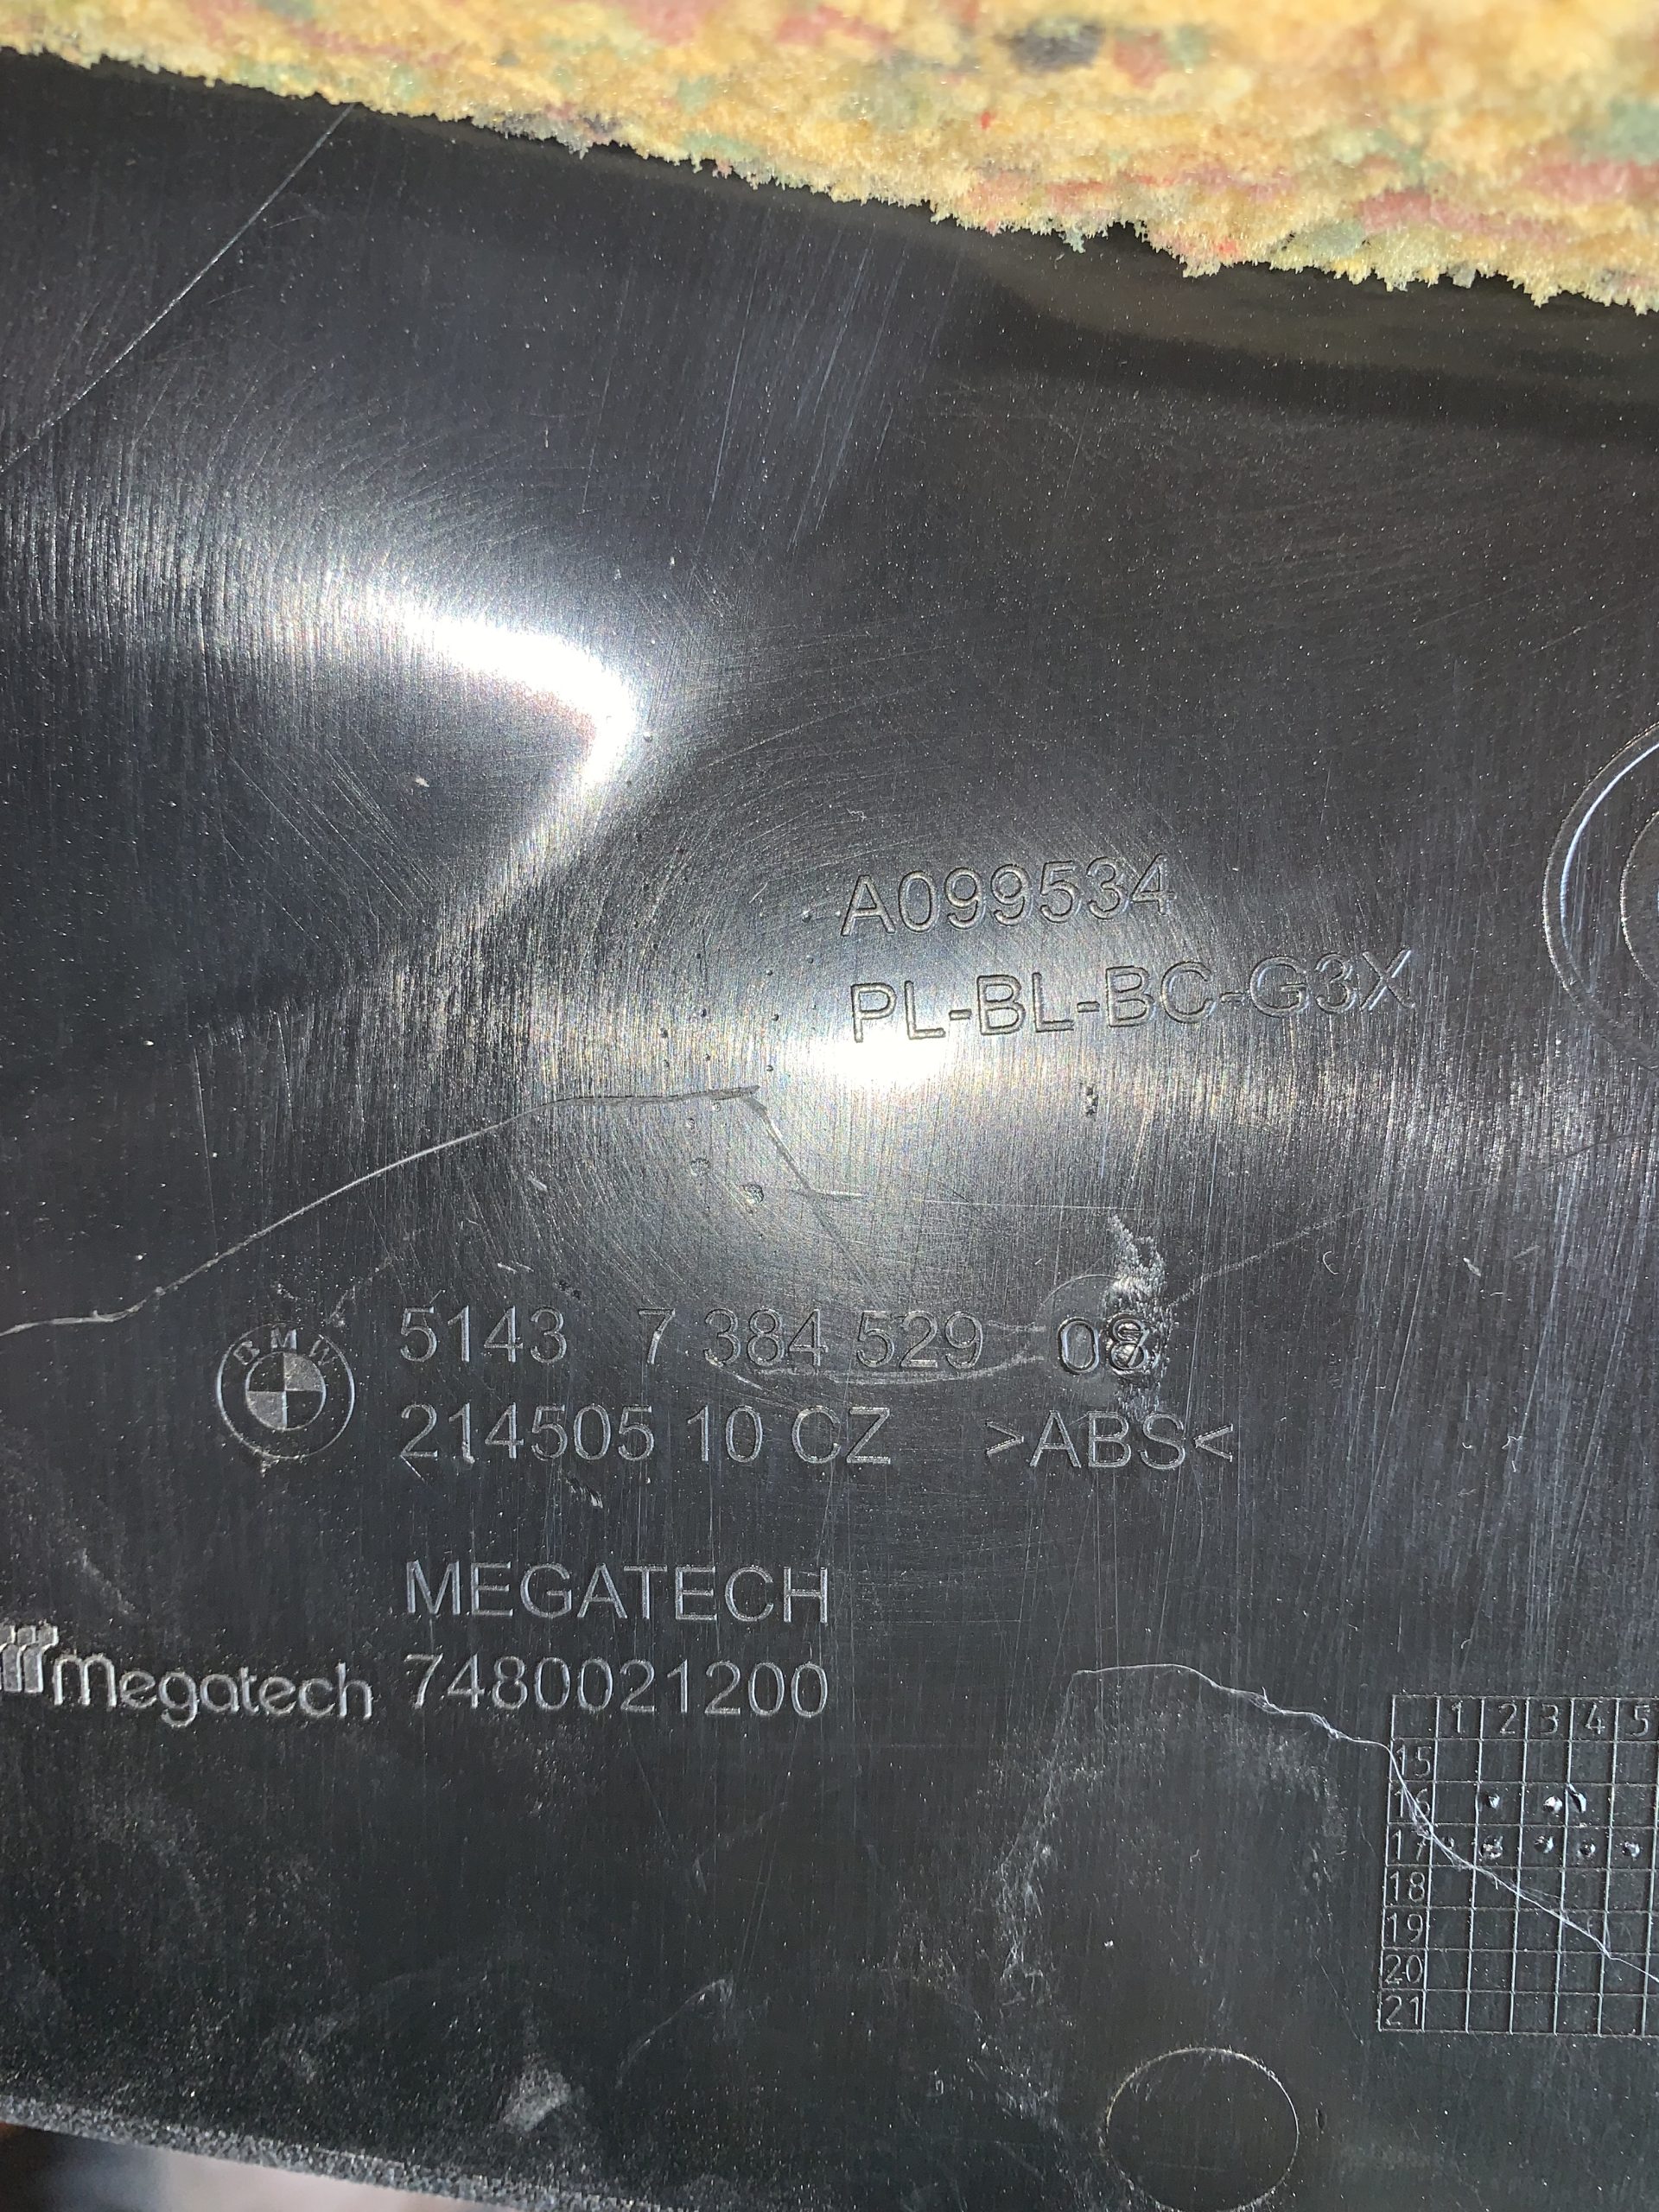 A099534
PL-BL-BC-G3X
BMW
5143 7 384 529 08
214505 10 CZ >ABS<
MEGATECH
megatech 7480021200
1 2 3 4 5
15
16
17
18
19
20
21